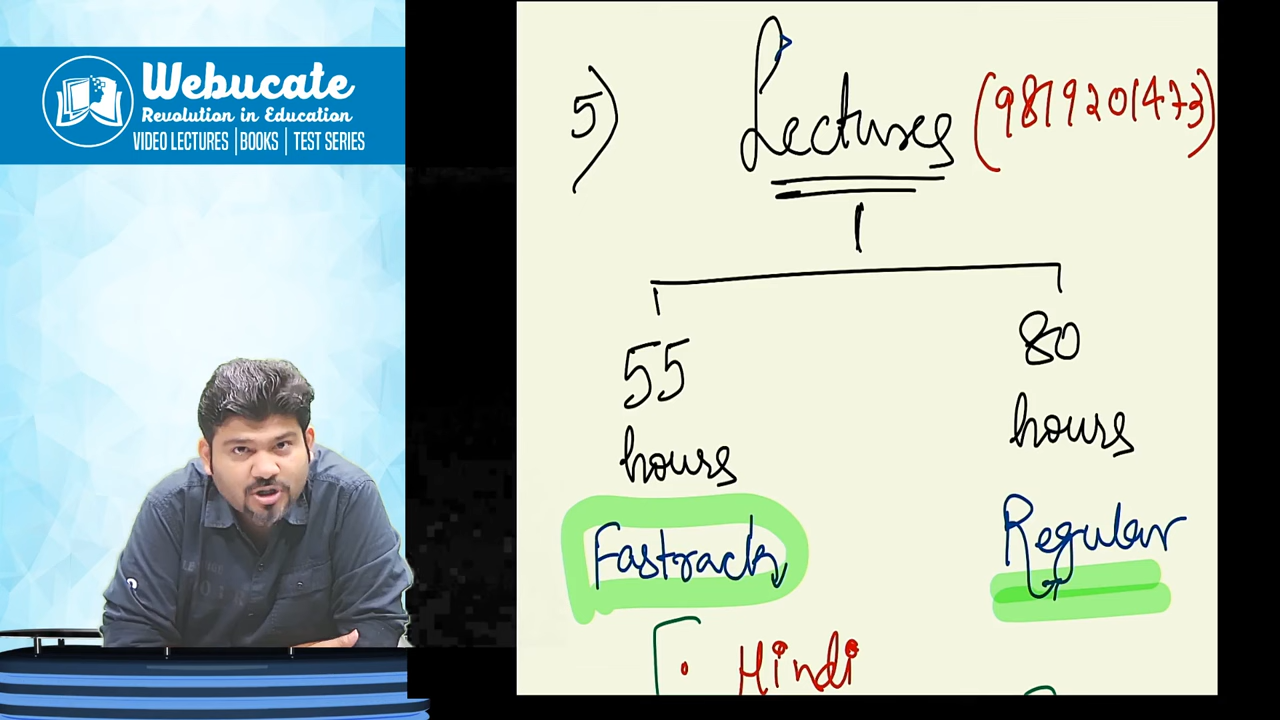 Webucate
Revolution in Education
VIDEO LECTURES | BOOKS | TEST SERIES
5) Lectures (9819201473)
55 80
hours hours
Fastrack Regular
• Hindi